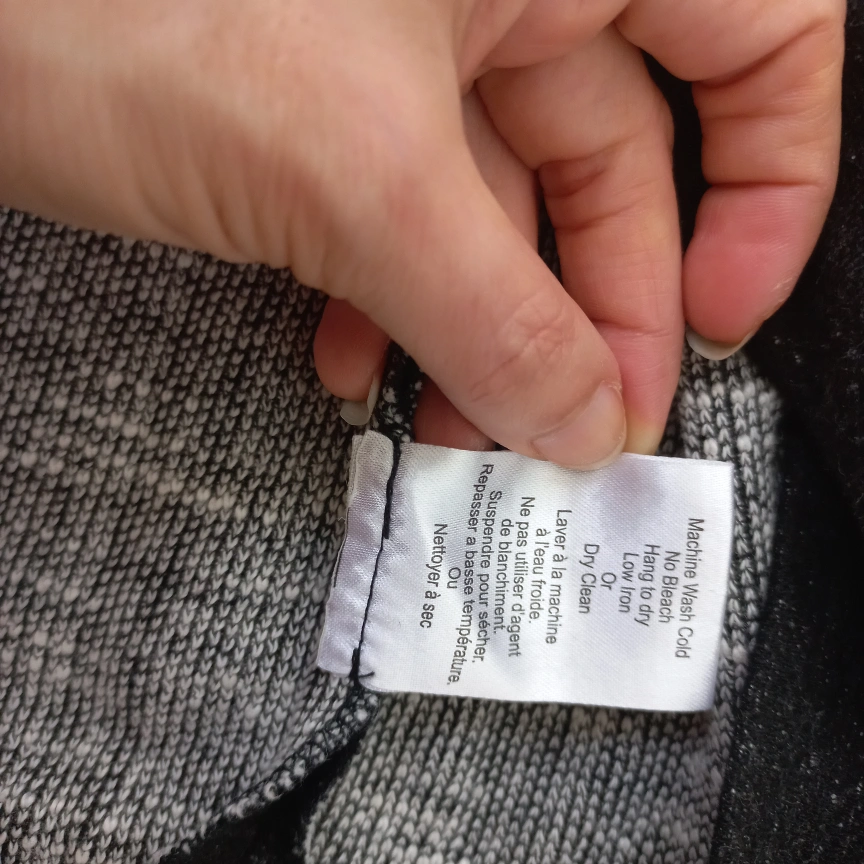 Machine Wash Cold
No Bleach
Hang to dry
Low Iron
Or
Dry Clean
Laver à la machine
à l'eau froide.
Ne pas utiliser d'agent
de blanchiment.
Suspendre pour sécher.
Repasser a basse température.
Ou
Nettoyer à sec